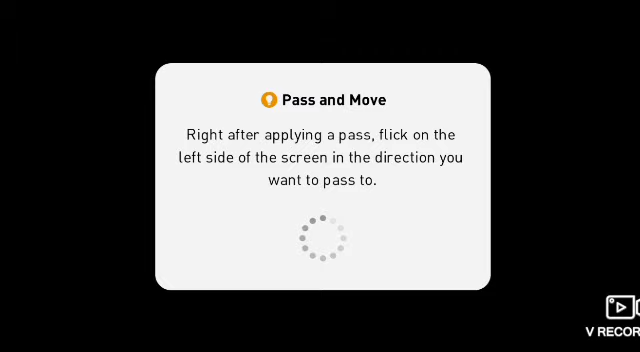 Pass and Move
Right after applying a pass, flick on the
left side of the screen in the direction you
want to pass to.
V RECOR